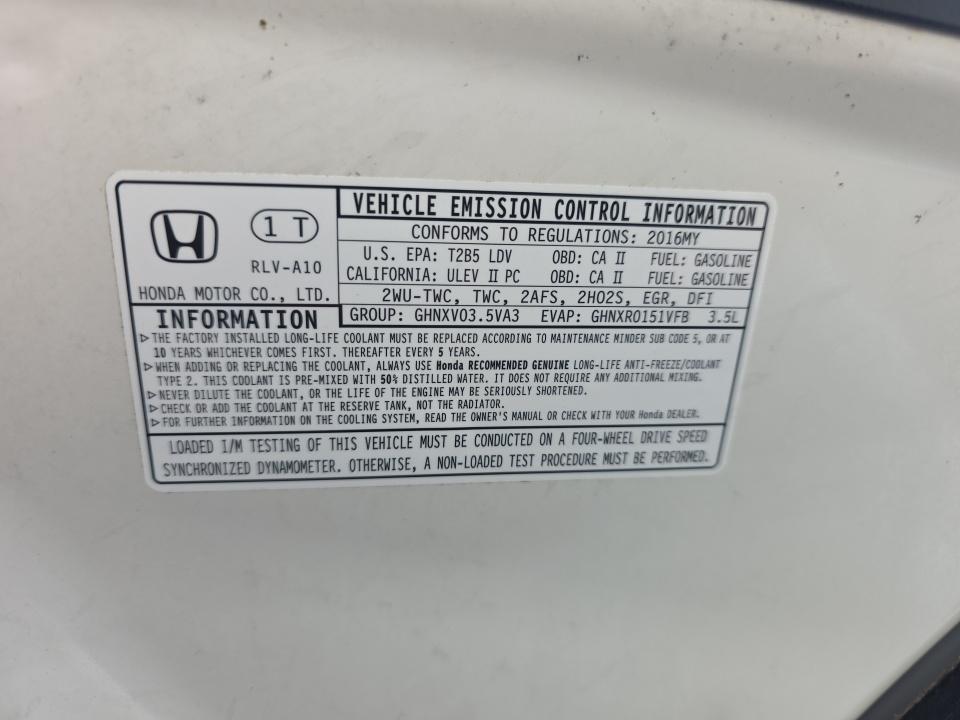 1 T
RLV-A10
HONDA MOTOR CO., LTD.
VEHICLE EMISSION CONTROL INFORMATION
CONFORMS TO REGULATIONS: 2016MY
U.S. EPA: T2B5 LDV OBD: CA II FUEL: GASOLINE
CALIFORNIA: ULEV II PC OBD: CA II FUEL: GASOLINE
2WU-TWC, TWC, 2AFS, 2HO2S, EGR, DFI
GROUP: GHNXV03.5VA3 EVAP: GHNXR0151VFB 3.5L
INFORMATION
▷THE FACTORY INSTALLED LONG-LIFE COOLANT MUST BE REPLACED ACCORDING TO MAINTENANCE MINDER SUB CODE 5, OR AT
10 YEARS WHICHEVER COMES FIRST. THEREAFTER EVERY 5 YEARS.
▷WHEN ADDING OR REPLACING THE COOLANT, ALWAYS USE Honda RECOMMENDED GENUINE LONG-LIFE ANTI-FREEZE/COOLANT
TYPE 2. THIS COOLANT IS PRE-MIXED WITH 50% DISTILLED WATER. IT DOES NOT REQUIRE ANY ADDITIONAL MIXING.
▷NEVER DILUTE THE COOLANT, OR THE LIFE OF THE ENGINE MAY BE SERIOUSLY SHORTENED.
▷CHECK OR ADD THE COOLANT AT THE RESERVE TANK, NOT THE RADIATOR.
▷FOR FURTHER INFORMATION ON THE COOLING SYSTEM, READ THE OWNER'S MANUAL OR CHECK WITH YOUR Honda DEALER.
LOADED I/M TESTING OF THIS VEHICLE MUST BE CONDUCTED ON A FOUR-WHEEL DRIVE SPEED
SYNCHRONIZED DYNAMOMETER. OTHERWISE, A NON-LOADED TEST PROCEDURE MUST BE PERFORMED.